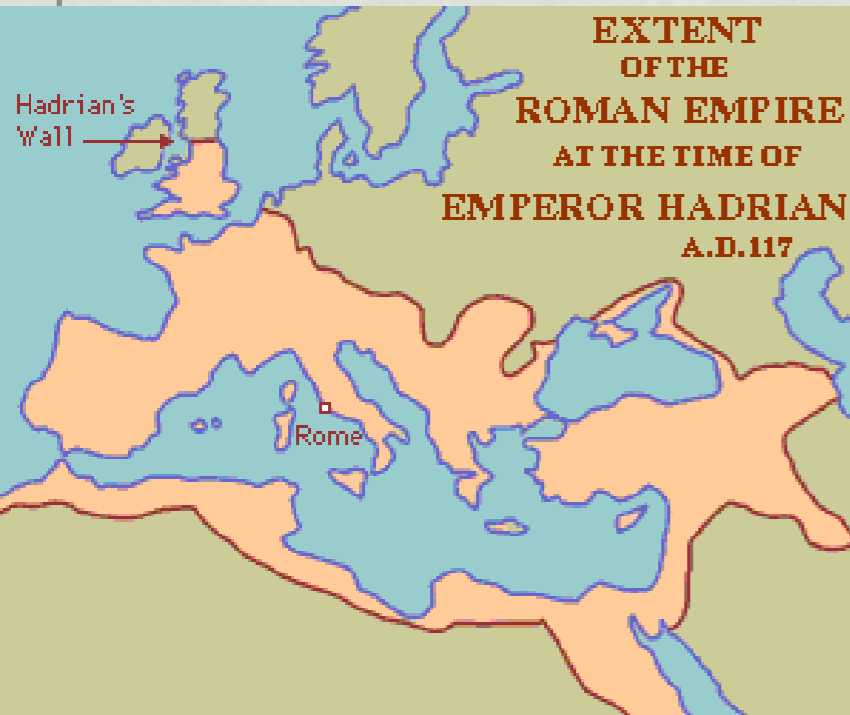 EXTENT
OF THE
ROMAN EMPIRE
AT THE TIME OF
EMPEROR HADRIAN
A.D.117
Hadrian's
Wall
Rome